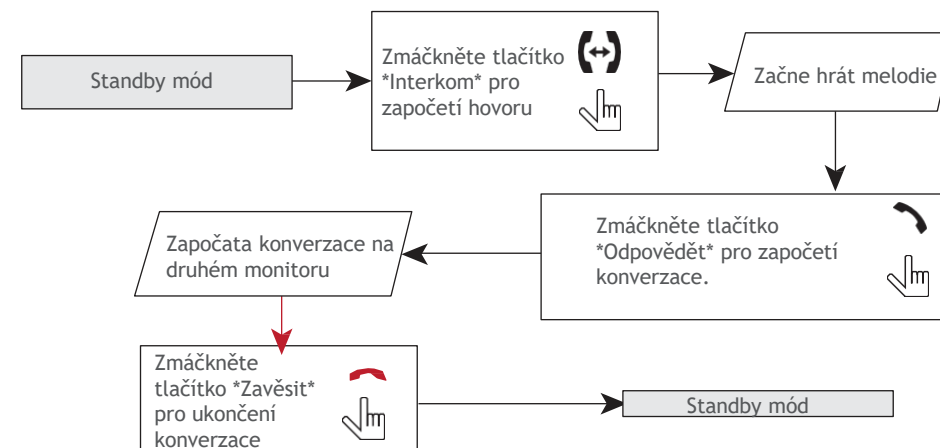 Standby mód
Zmáčkněte tlačítko
*Interkom* pro
započetí hovoru
Začne hrát melodie
Zmáčkněte tlačítko
*Odpovědět* pro započetí
konverzace.
Započata konverzace na
druhém monitoru
Zmáčkněte
tlačítko *Zavěsit*
pro ukončení
konverzace
Standby mód